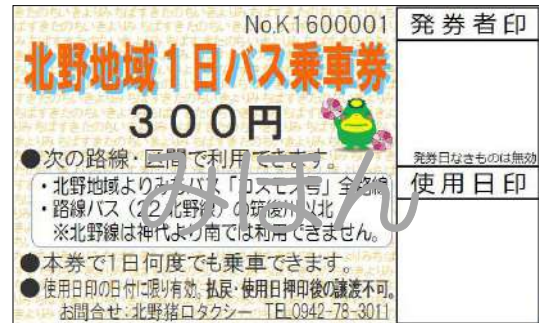 No.K1600001
発券者印
北野地域1日バス乗車券
300円
発券日なきものは無効
●次の路線・区間で利用できます。
使用日印
・北野地域よりみちバス「コスモス号」全路線
・路線バス（22 北野線）の筑後川以北
※北野線は神代より南では利用できません。
みほん
●本券で1日何度でも乗車できます。
●使用日印の日付に限り有効。払戻・使用日押印後の譲渡不可。
お問合せ：北野猪口タクシー TEL0942-78-3011